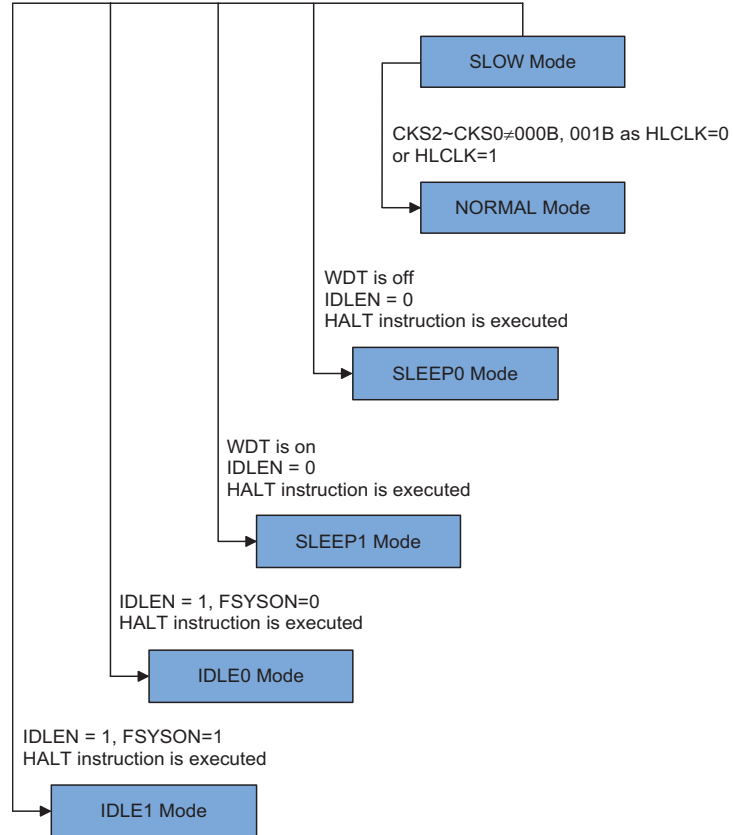 SLOW Mode
CKS2~CKS0≠000B, 001B as HLCLK=0
or HLCLK=1
NORMAL Mode
WDT is off
IDLEN = 0
HALT instruction is executed
SLEEP0 Mode
WDT is on
IDLEN = 0
HALT instruction is executed
SLEEP1 Mode
IDLEN = 1, FSYSON=0
HALT instruction is executed
IDLE0 Mode
IDLEN = 1, FSYSON=1
HALT instruction is executed
IDLE1 Mode